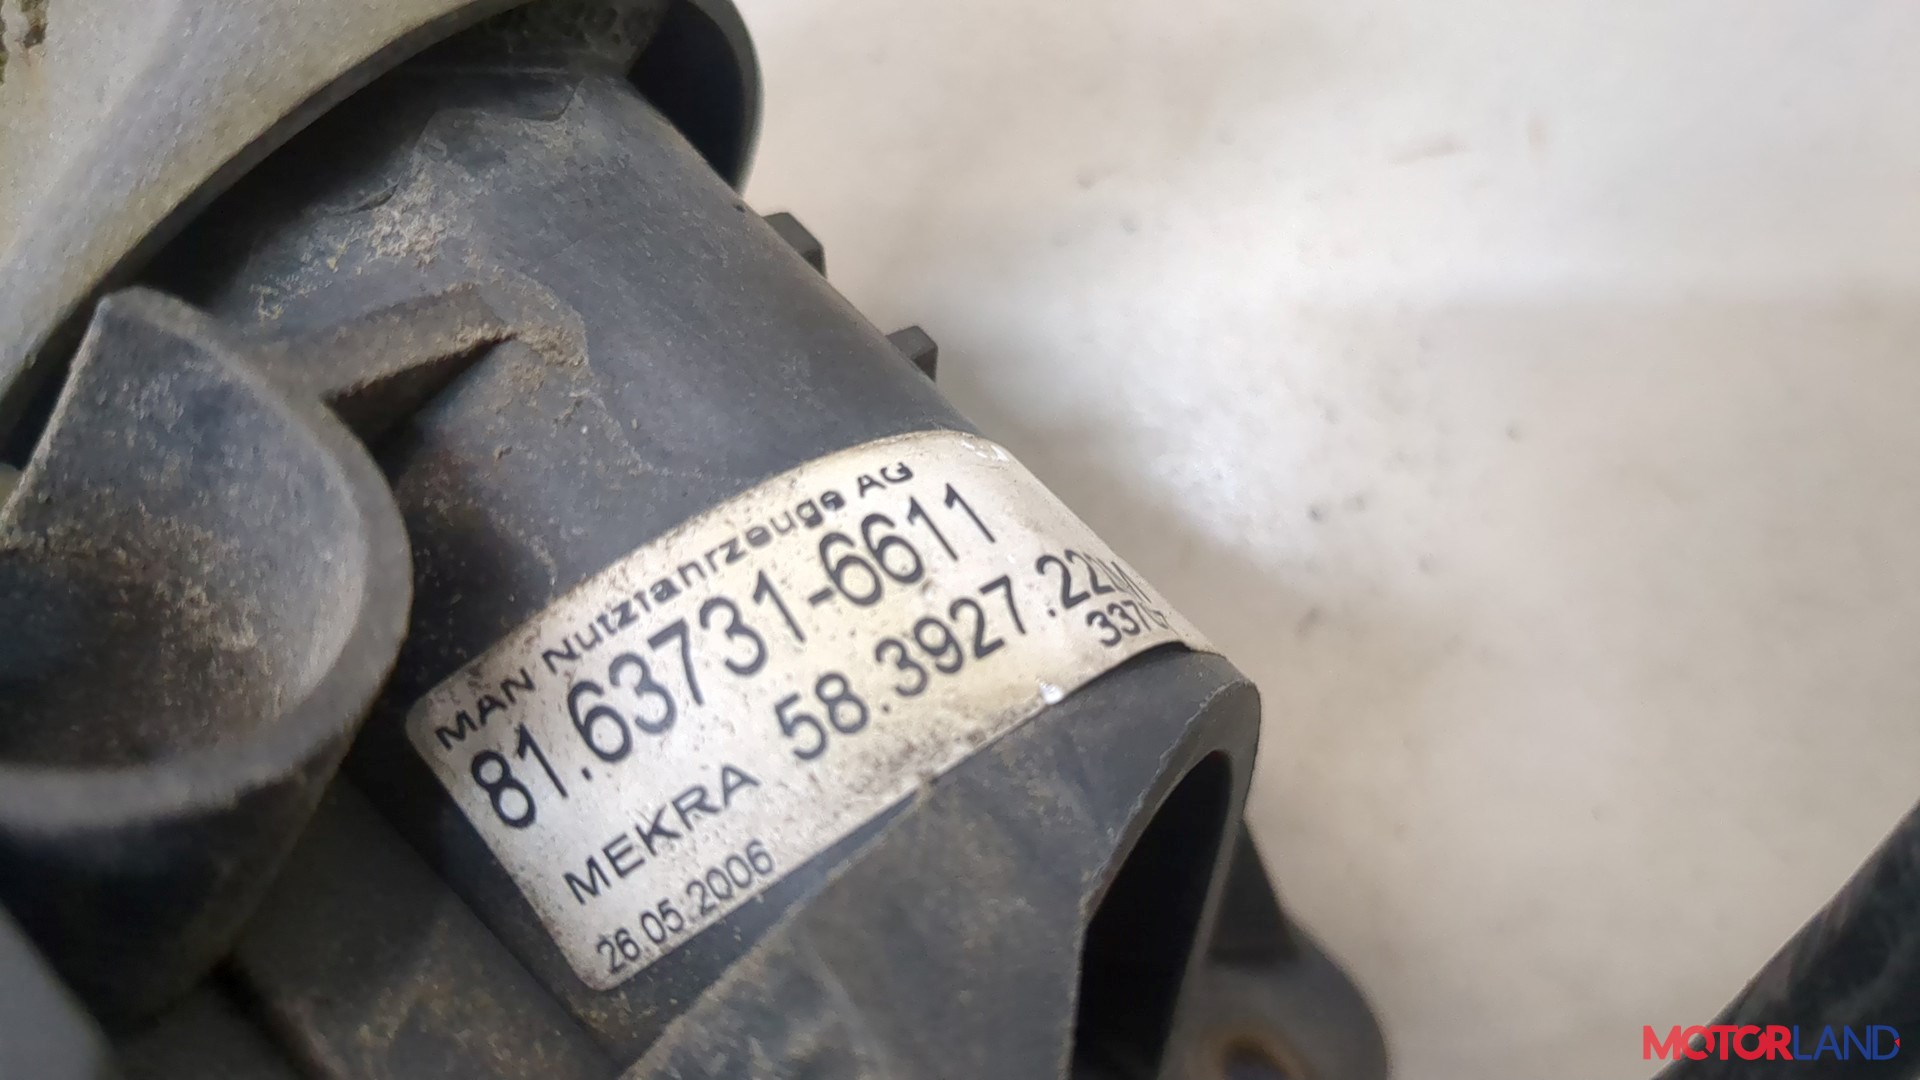 MAN Nutzfahrzeuge AG
81.63731-6611
MEKRA 58.3927.22
26.05.2006
MOTORLAND